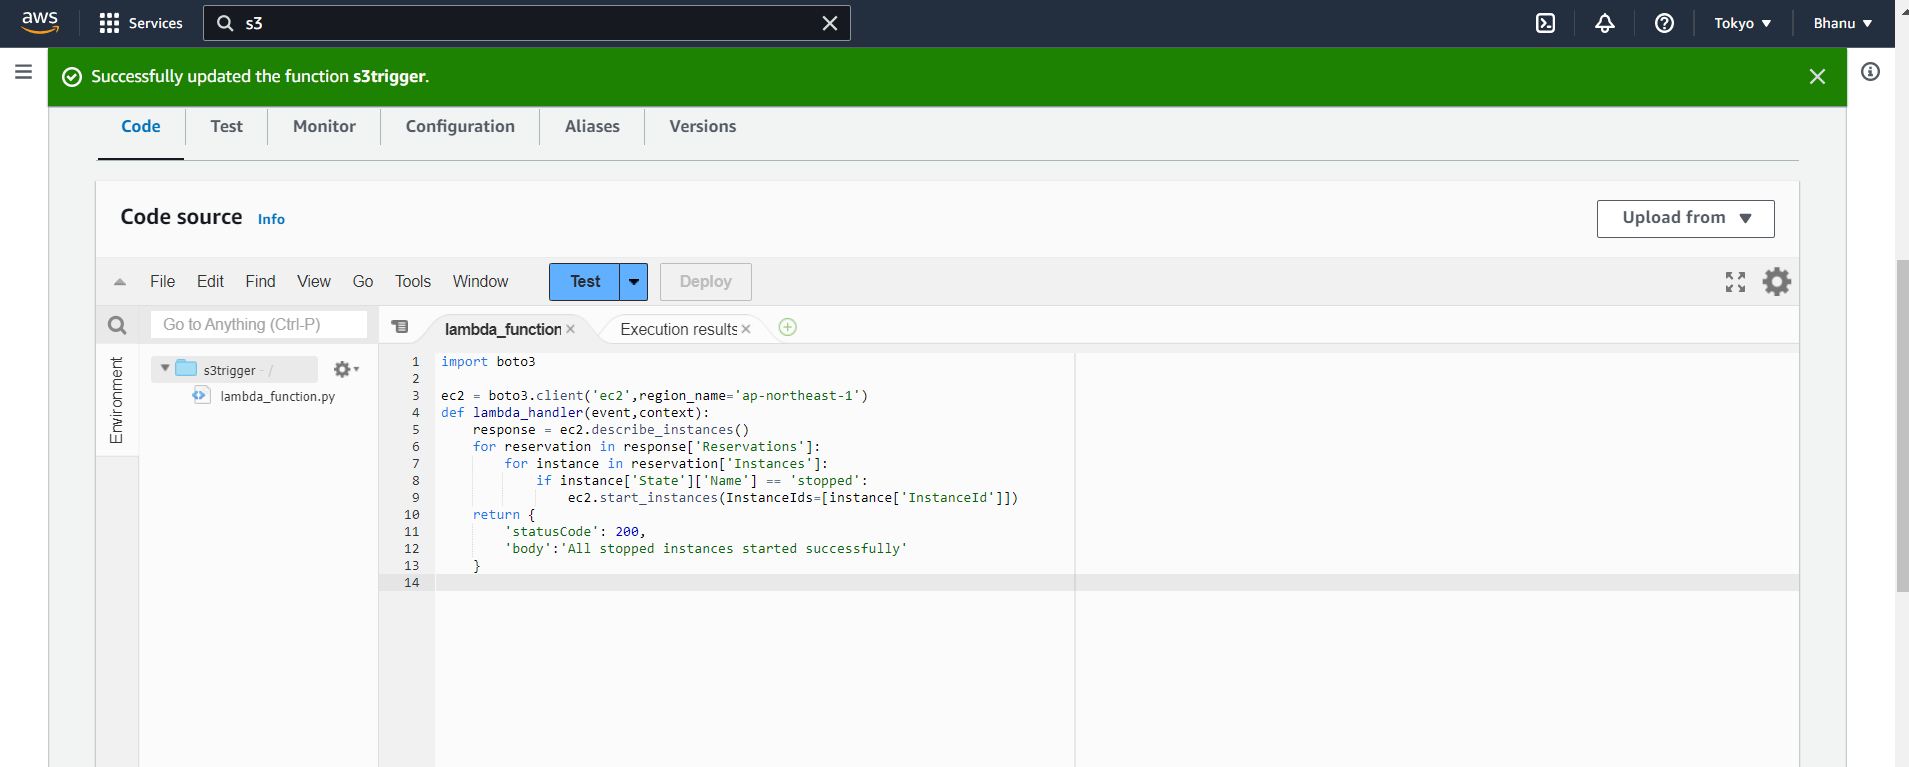 aws Services s3 Tokyo Bhanu
Successfully updated the function s3trigger.
Code Test Monitor Configuration Aliases Versions
Code source Info Upload from
File Edit Find View Go Tools Window Test Deploy
Go to Anything (Ctrl-P) lambda_function Execution results
Environment
s3trigger - /
lambda_function.py
1 import boto3
2
3 ec2 = boto3.client('ec2',region_name='ap-northeast-1')
4 def lambda_handler(event,context):
5     response = ec2.describe_instances()
6     for reservation in response['Reservations']:
7         for instance in reservation['Instances']:
8             if instance['State']['Name'] == 'stopped':
9                 ec2.start_instances(InstanceIds=[instance['InstanceId']])
10     return {
11         'statusCode': 200,
12         'body':'All stopped instances started successfully'
13     }
14